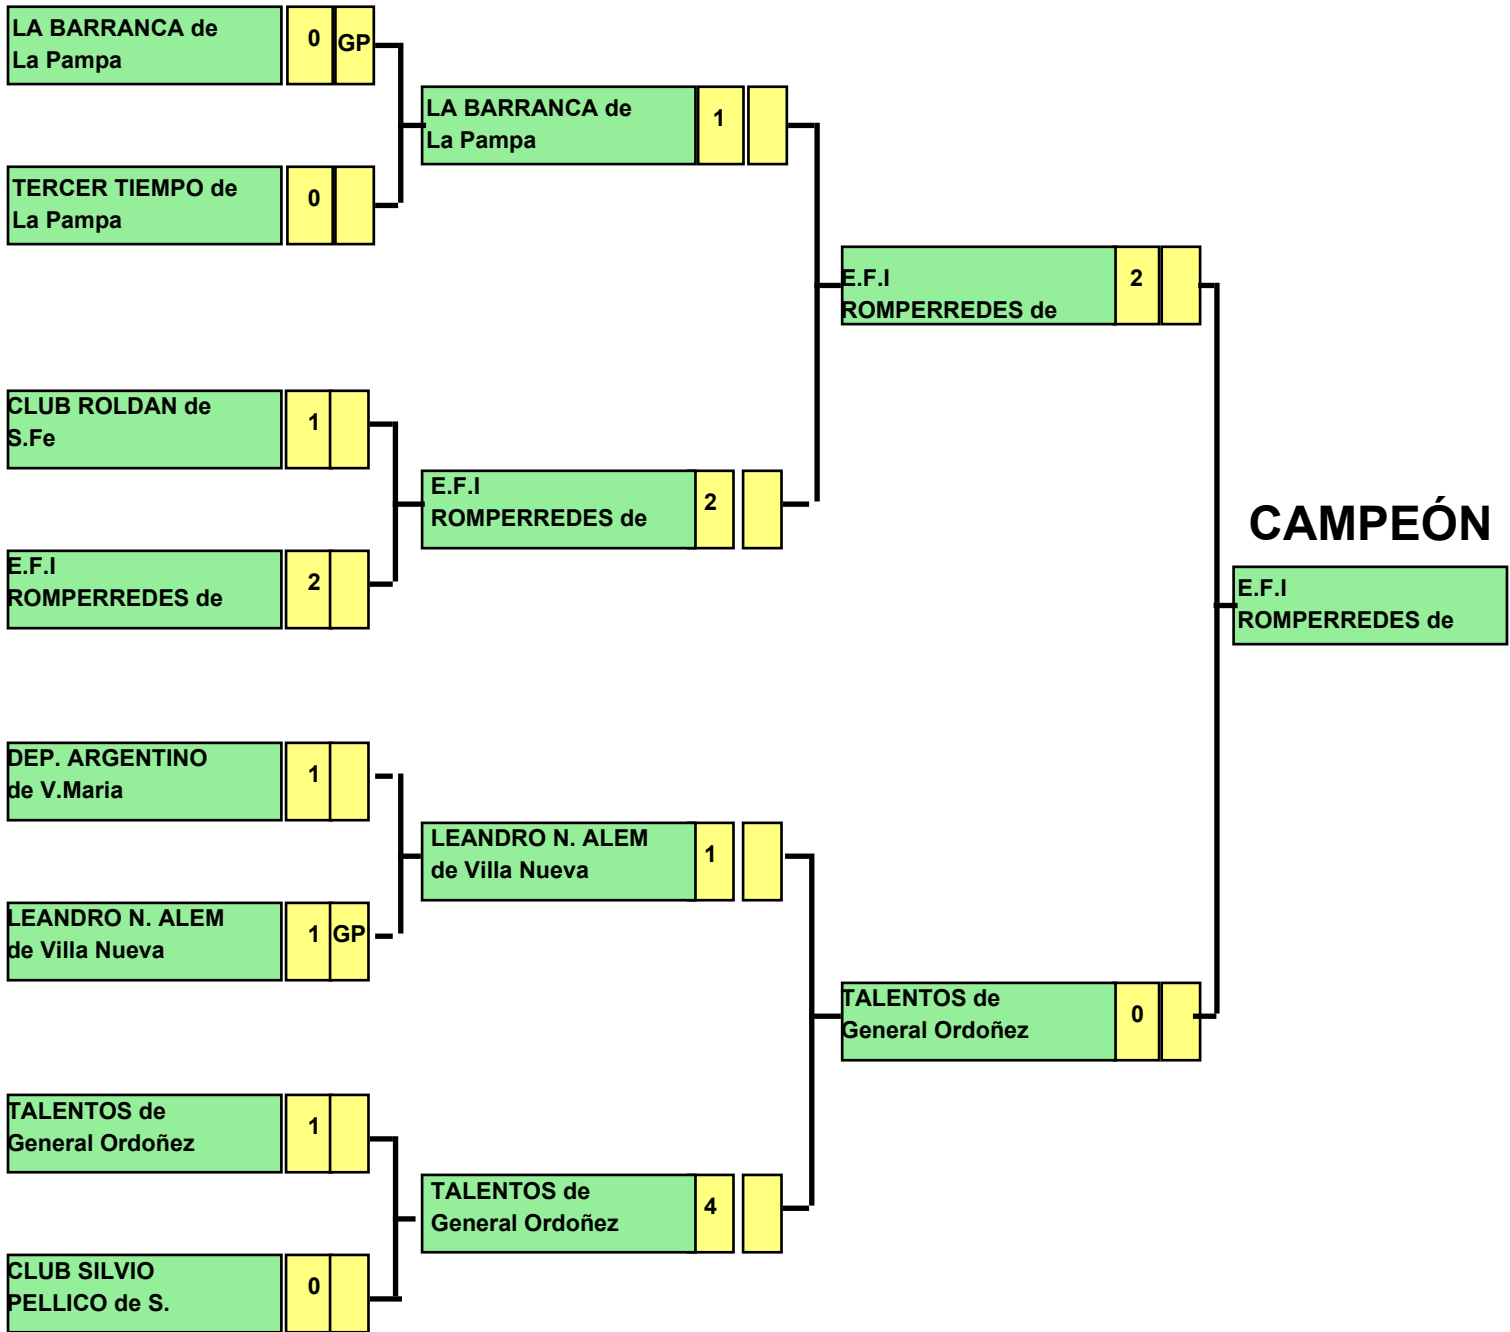 LA BARRANCA de
La Pampa
0 GP
TERCER TIEMPO de
La Pampa
0
CLUB ROLDAN de
S.Fe
1
E.F.I
ROMPERREDES de
2
DEP. ARGENTINO
de V.Maria
1
LEANDRO N. ALEM
de Villa Nueva
1 GP
TALENTOS de
General Ordoñez
1
CLUB SILVIO
PELLICO de S.
0
LA BARRANCA de
La Pampa
1
E.F.I
ROMPERREDES de
2
LEANDRO N. ALEM
de Villa Nueva
1
TALENTOS de
General Ordoñez
4
E.F.I
ROMPERREDES de
2
TALENTOS de
General Ordoñez
0
CAMPEÓN
E.F.I
ROMPERREDES de